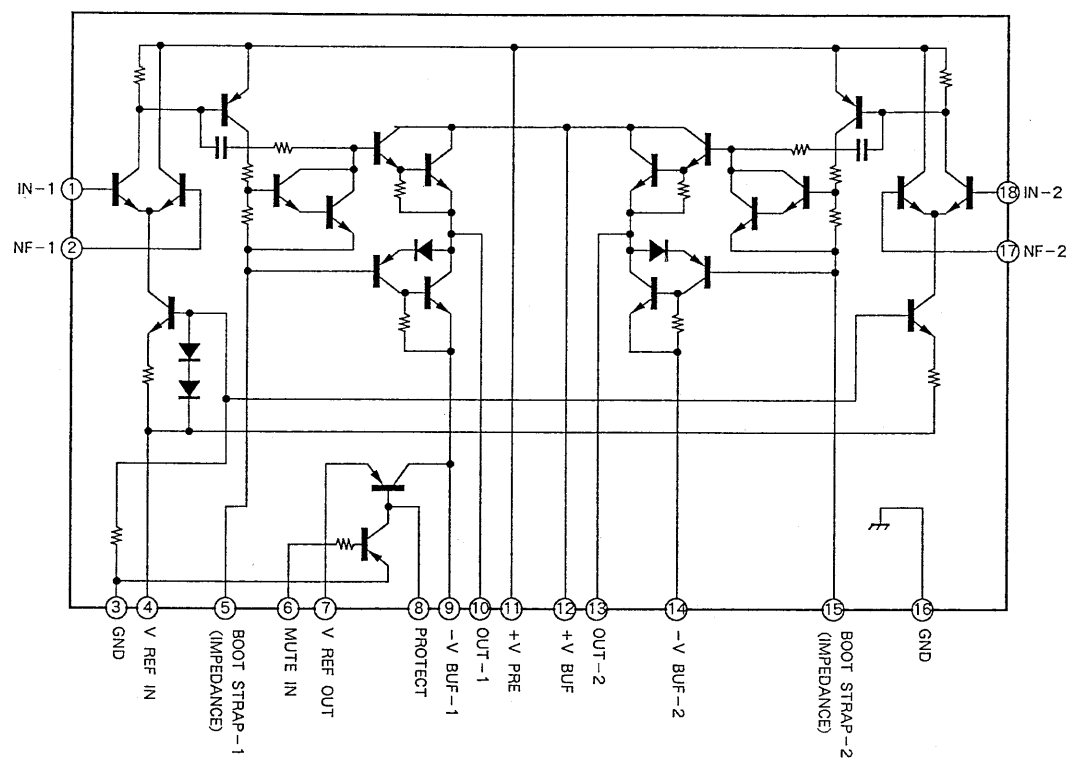 IN-1 1
18 IN-2
NF-1 2
17 NF-2
3 4 5 6 7 8 9 10 11 12 13 14 15 16
GND
V REF IN
BOOT STRAP-1
(IMPEDANCE)
MUTE IN
V REF OUT
PROTECT
-V BUF-1
OUT-1
+V PRE
+V BUF
OUT-2
-V BUF-2
BOOT STRAP-2
(IMPEDANCE)
GND